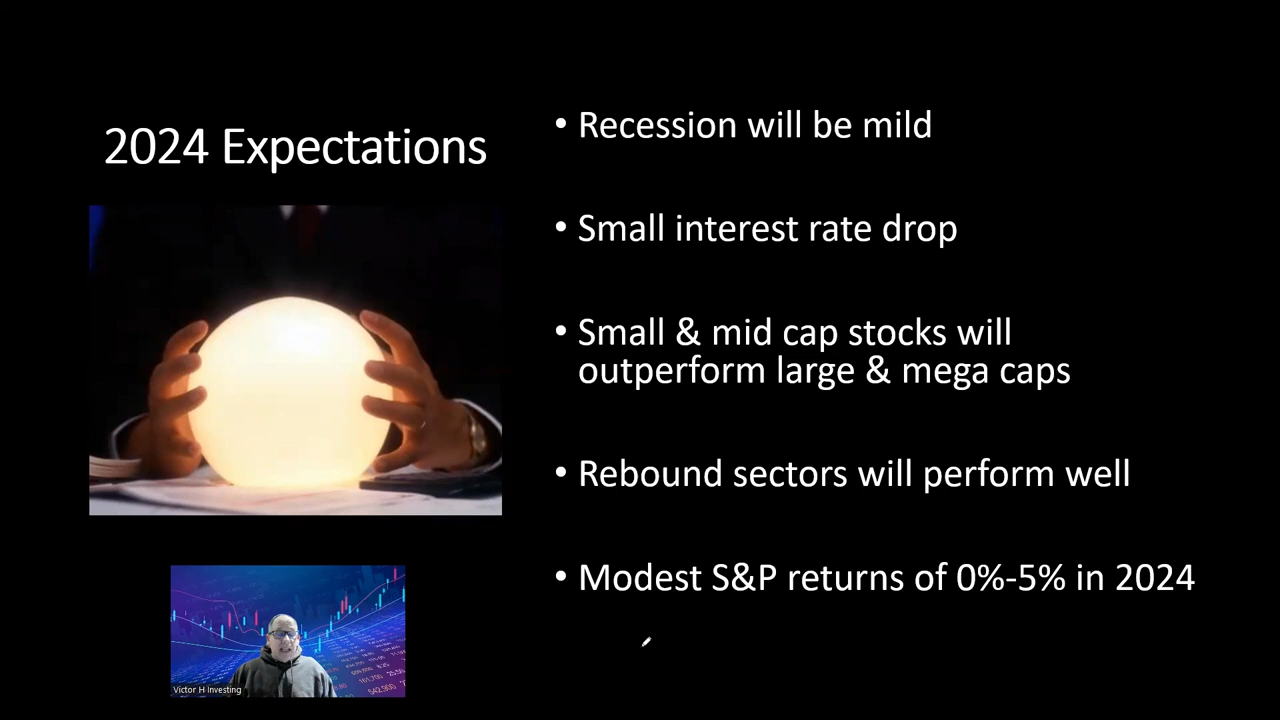 2024 Expectations
• Recession will be mild
• Small interest rate drop
• Small & mid cap stocks will
outperform large & mega caps
• Rebound sectors will perform well
• Modest S&P returns of 0%-5% in 2024
Victor H Investing